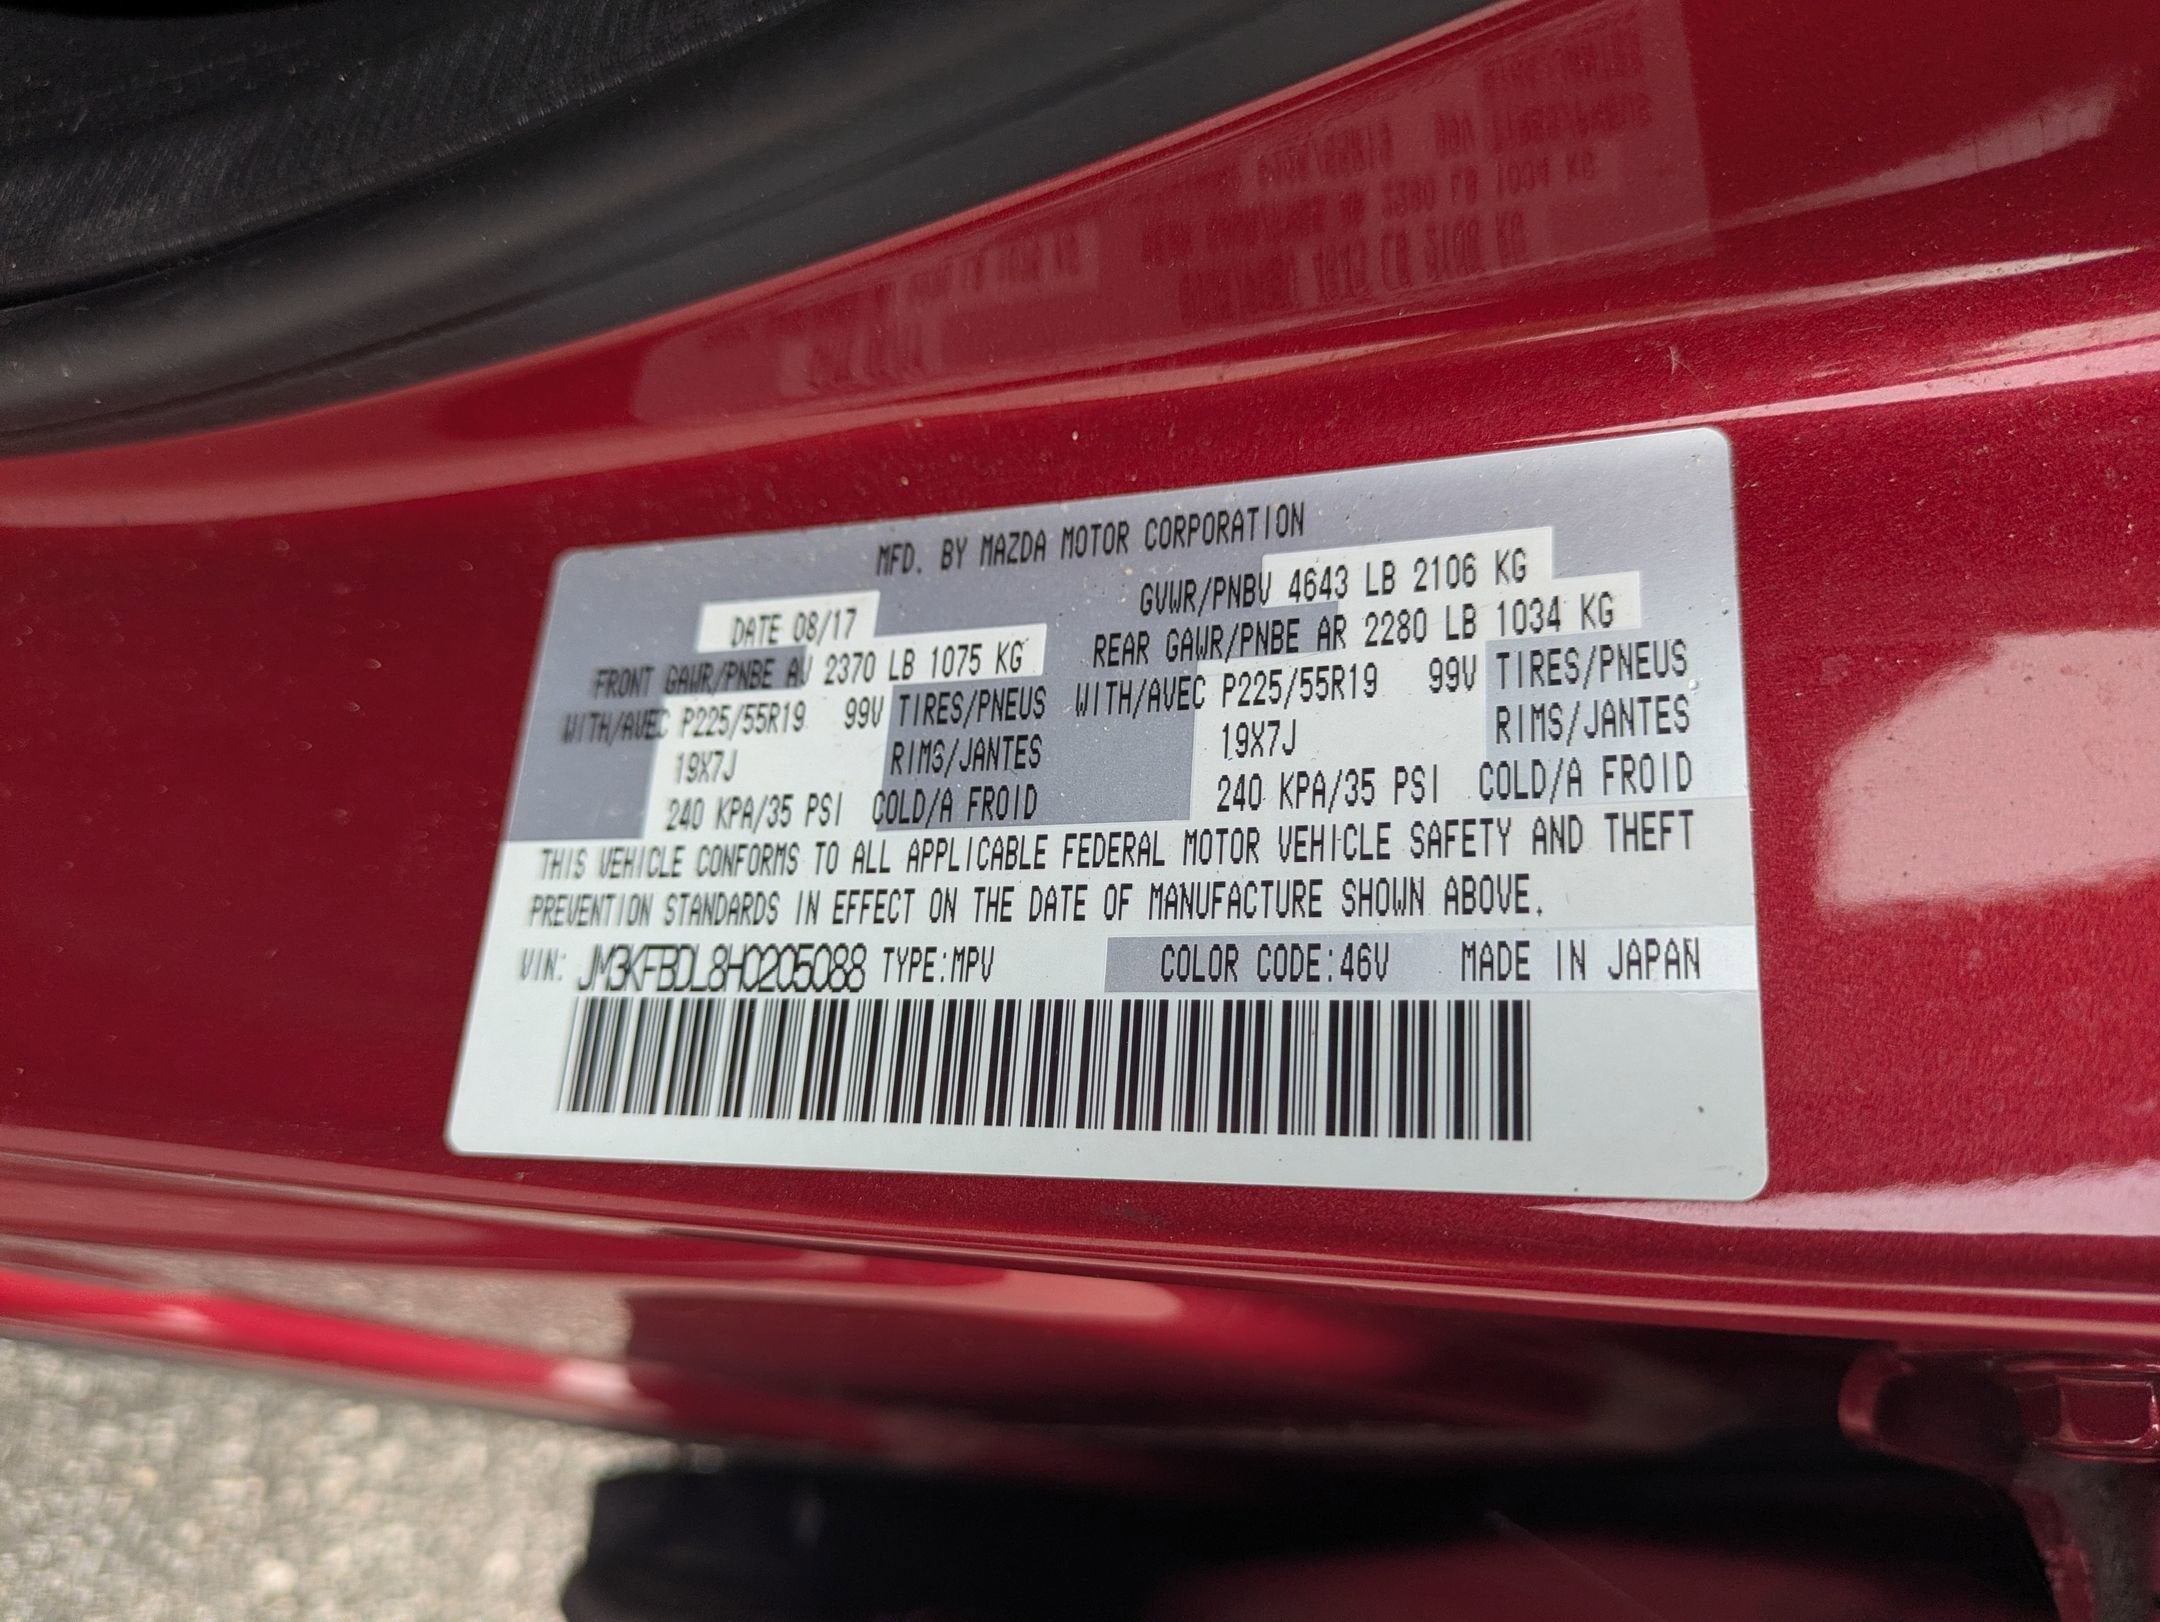 MFD. BY MAZDA MOTOR CORPORATION
DATE 08/17 GVWR/PNBV 4643 LB 2106 KG
FRONT GAWR/PNBE AV 2370 LB 1075 KG REAR GAWR/PNBE AR 2280 LB 1034 KG
WITH/AVEC P225/55R19 99V TIRES/PNEUS WITH/AVEC P225/55R19 99V TIRES/PNEUS
19X7J RIMS/JANTES 19X7J RIMS/JANTES
240 KPA/35 PSI COLD/A FROID 240 KPA/35 PSI COLD/A FROID
THIS VEHICLE CONFORMS TO ALL APPLICABLE FEDERAL MOTOR VEHICLE SAFETY AND THEFT
PREVENTION STANDARDS IN EFFECT ON THE DATE OF MANUFACTURE SHOWN ABOVE.
VIN: JM3KFBDL8H0205088 TYPE:MPV COLOR CODE:46V MADE IN JAPAN